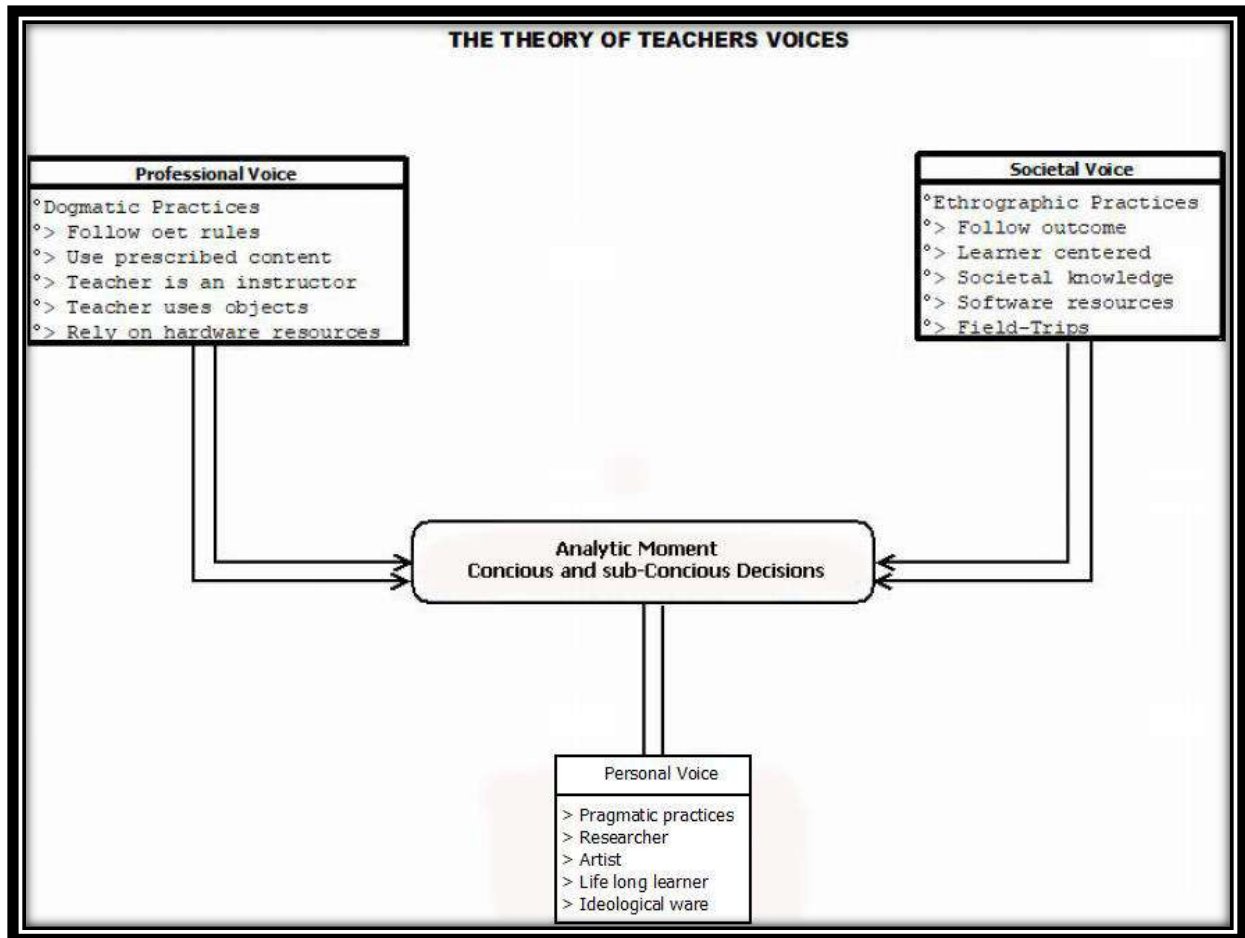 THE THEORY OF TEACHERS VOICES
Professional Voice
°Dogmatic Practices
°> Follow oet rules
°> Use prescribed content
°> Teacher is an instructor
°> Teacher uses objects
°> Rely on hardware resources
Societal Voice
°Ethrographic Practices
°> Follow outcome
°> Learner centered
°> Societal knowledge
°> Software resources
°> Field-Trips
Analytic Moment
Concious and sub-Concious Decisions
Personal Voice
> Pragmatic practices
> Researcher
> Artist
> Life long learner
> Ideological ware